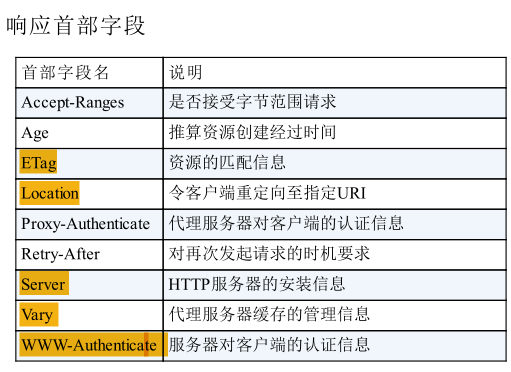 响应首部字段
首部字段名 说明
Accept-Ranges 是否接受字节范围请求
Age 推算资源创建经过时间
ETag 资源的匹配信息
Location 令客户端重定向至指定URI
Proxy-Authenticate 代理服务器对客户端的认证信息
Retry-After 对再次发起请求的时机要求
Server HTTP服务器的安装信息
Vary 代理服务器缓存的管理信息
WWW-Authenticate 服务器对客户端的认证信息